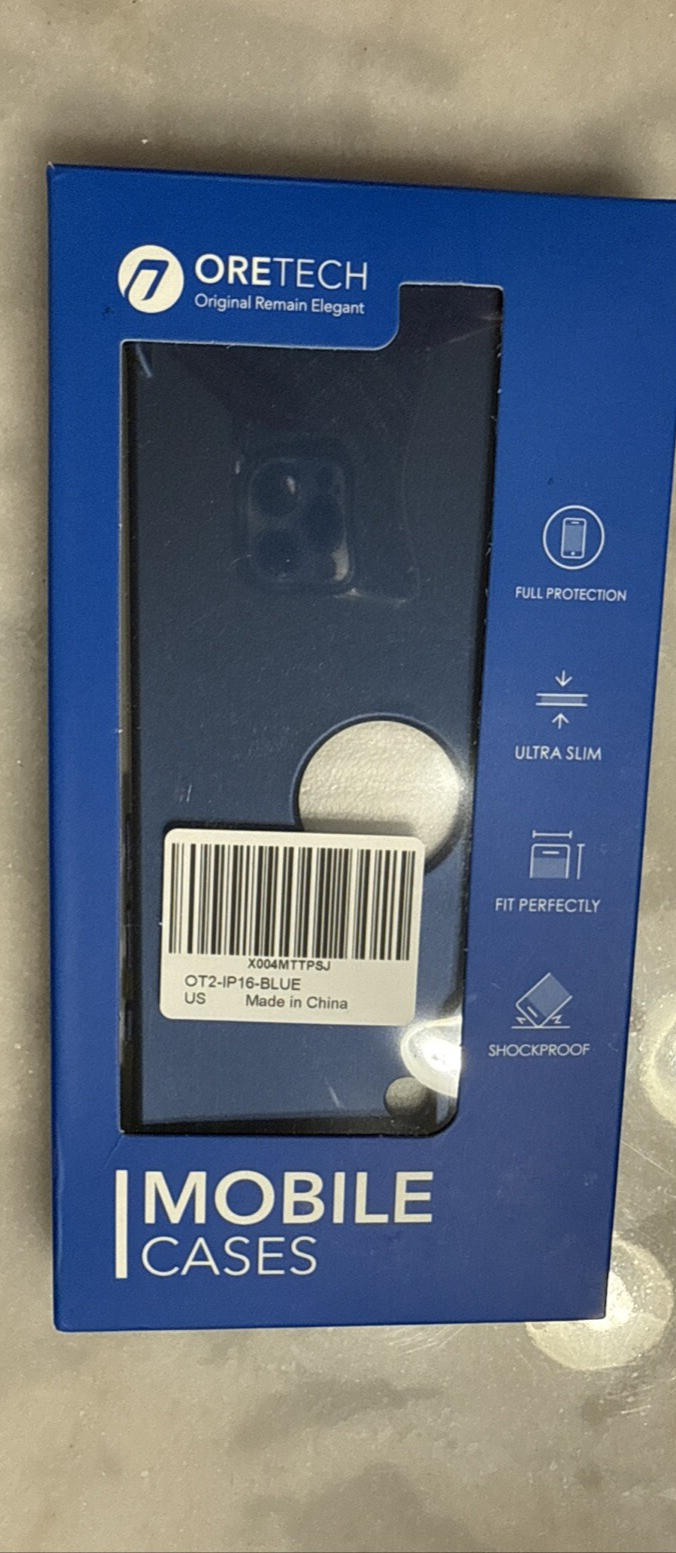 ORETECH
Original Remain Elegant
FULL PROTECTION
ULTRA SLIM
FIT PERFECTLY
SHOCKPROOF
X004MTTPSJ
OT2-IP16-BLUE
US Made in China
MOBILE
CASES